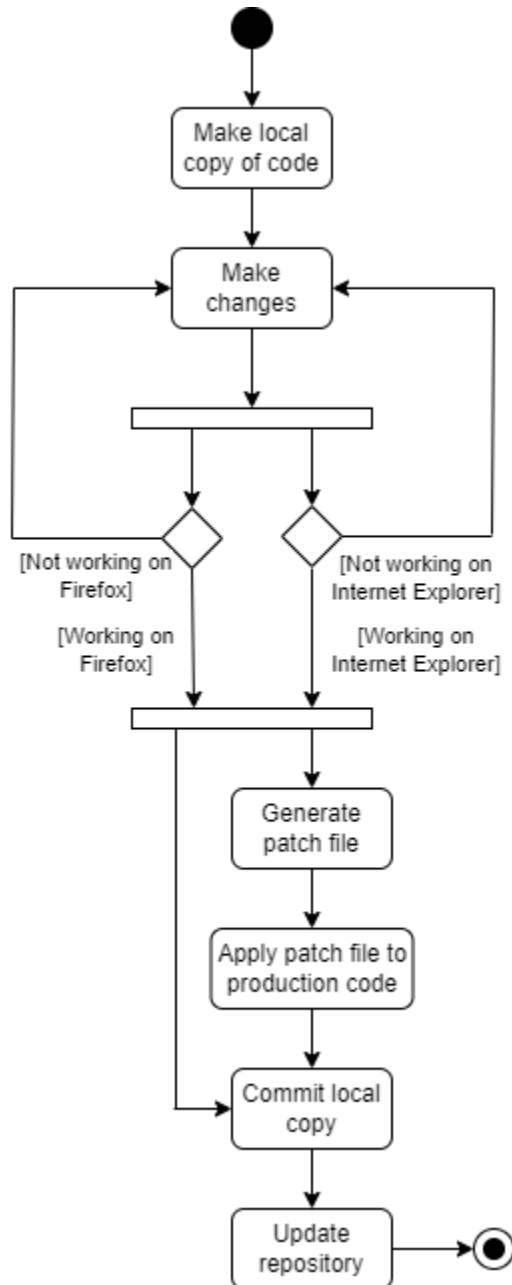 Make local
copy of code
Make
changes
[Not working on
Firefox]
[Not working on
Internet Explorer]
[Working on
Firefox]
[Working on
Internet Explorer]
Generate
patch file
Apply patch file to
production code
Commit local
copy
Update
repository